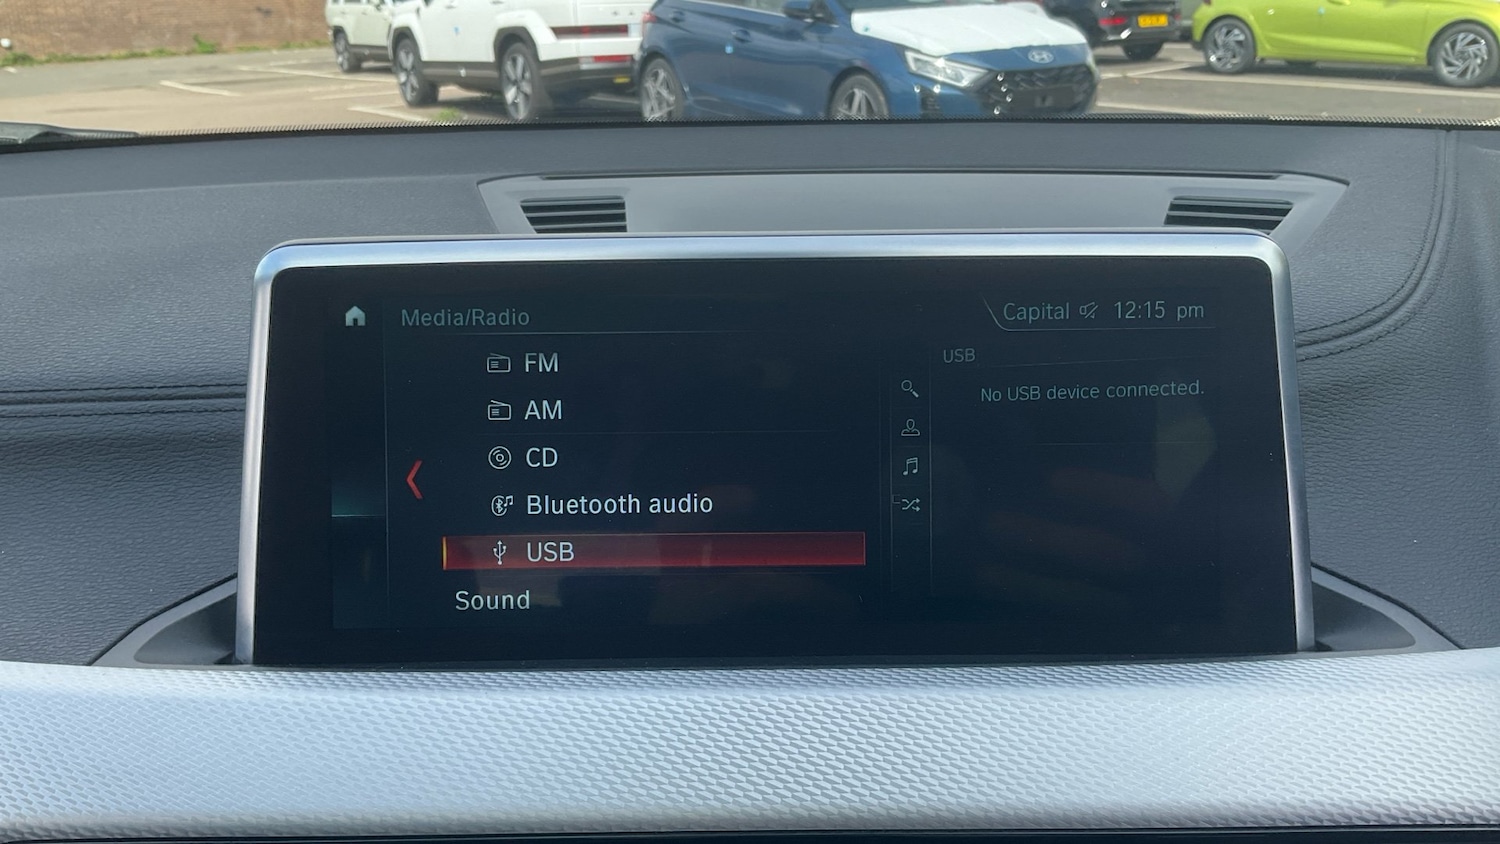 Media/Radio
Capital 12:15 pm
FM
AM
CD
Bluetooth audio
USB
Sound
USB
No USB device connected.